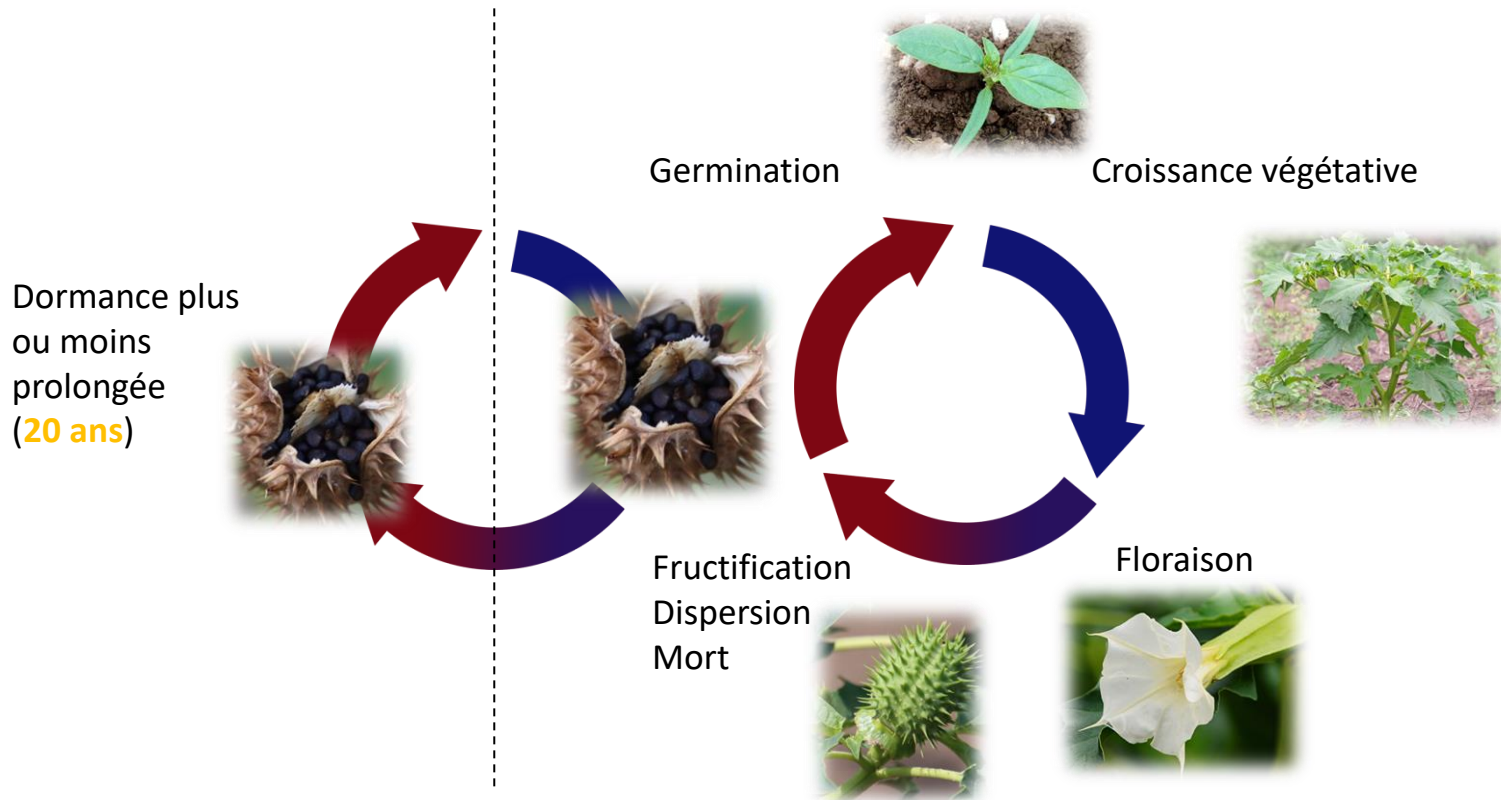 Germination
Croissance végétative
Dormance plus
ou moins
prolongée
(20 ans)
Fructification
Dispersion
Mort
Floraison